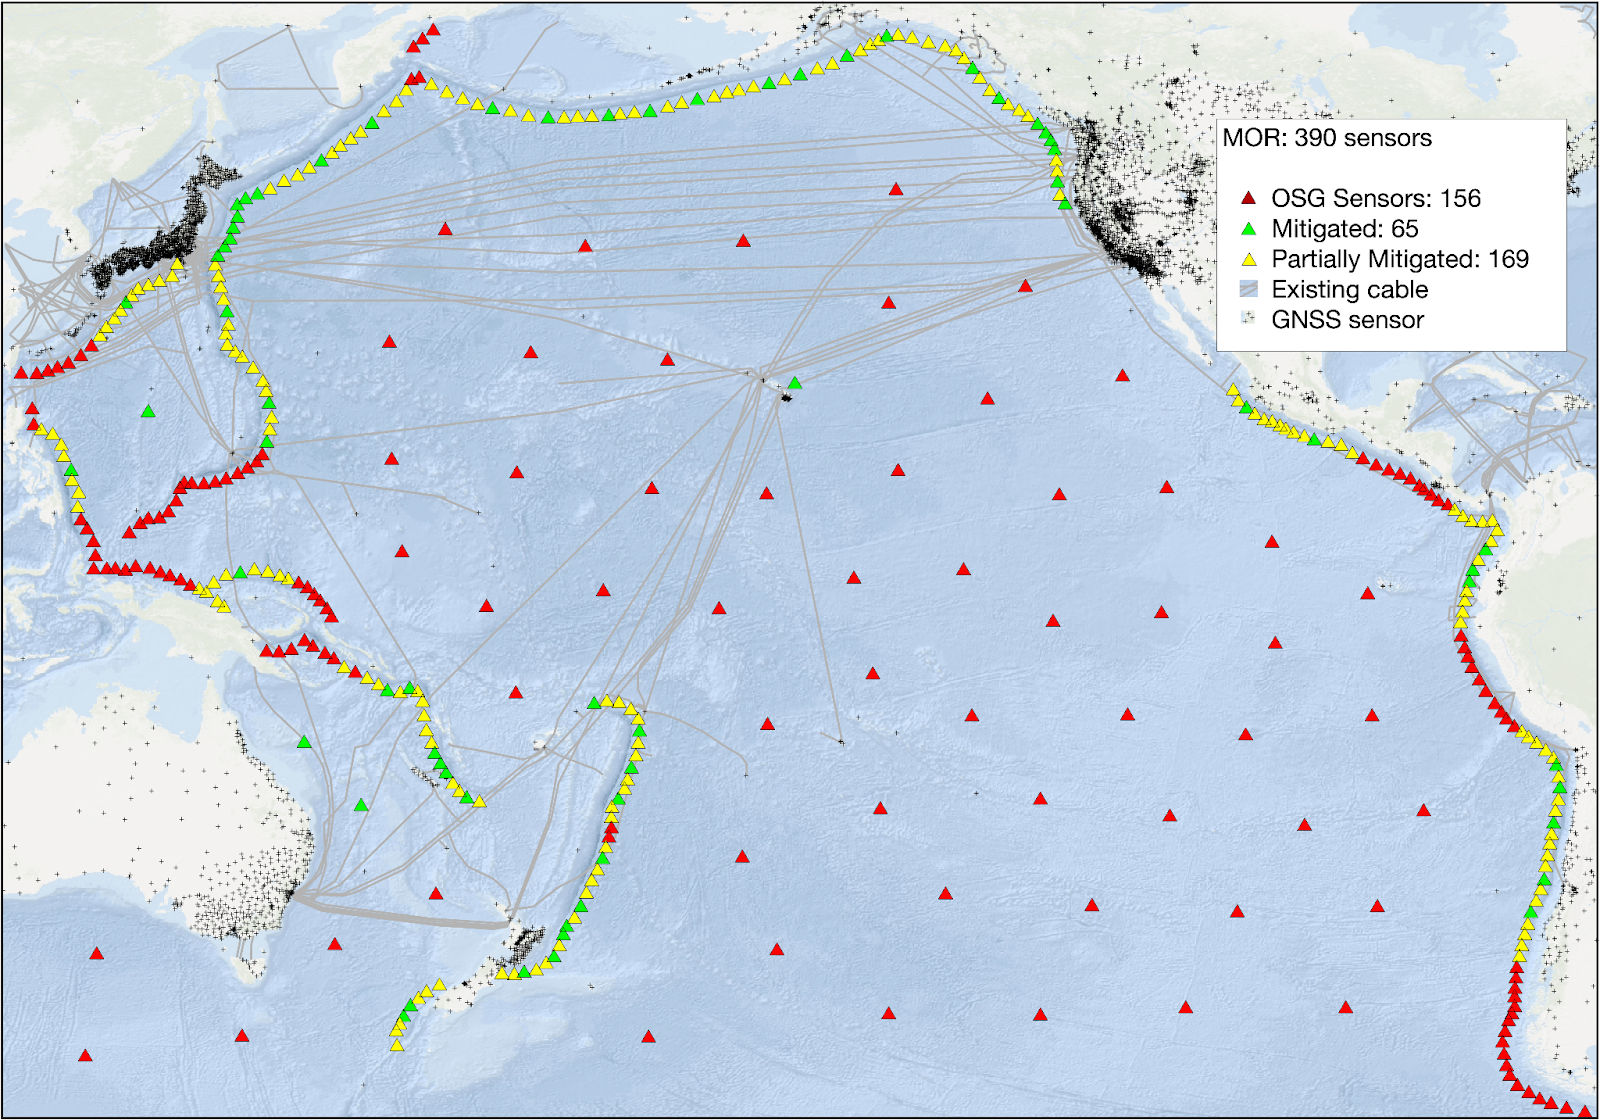 MOR: 390 sensors
OSG Sensors: 156
Mitigated: 65
Partially Mitigated: 169
Existing cable
GNSS sensor